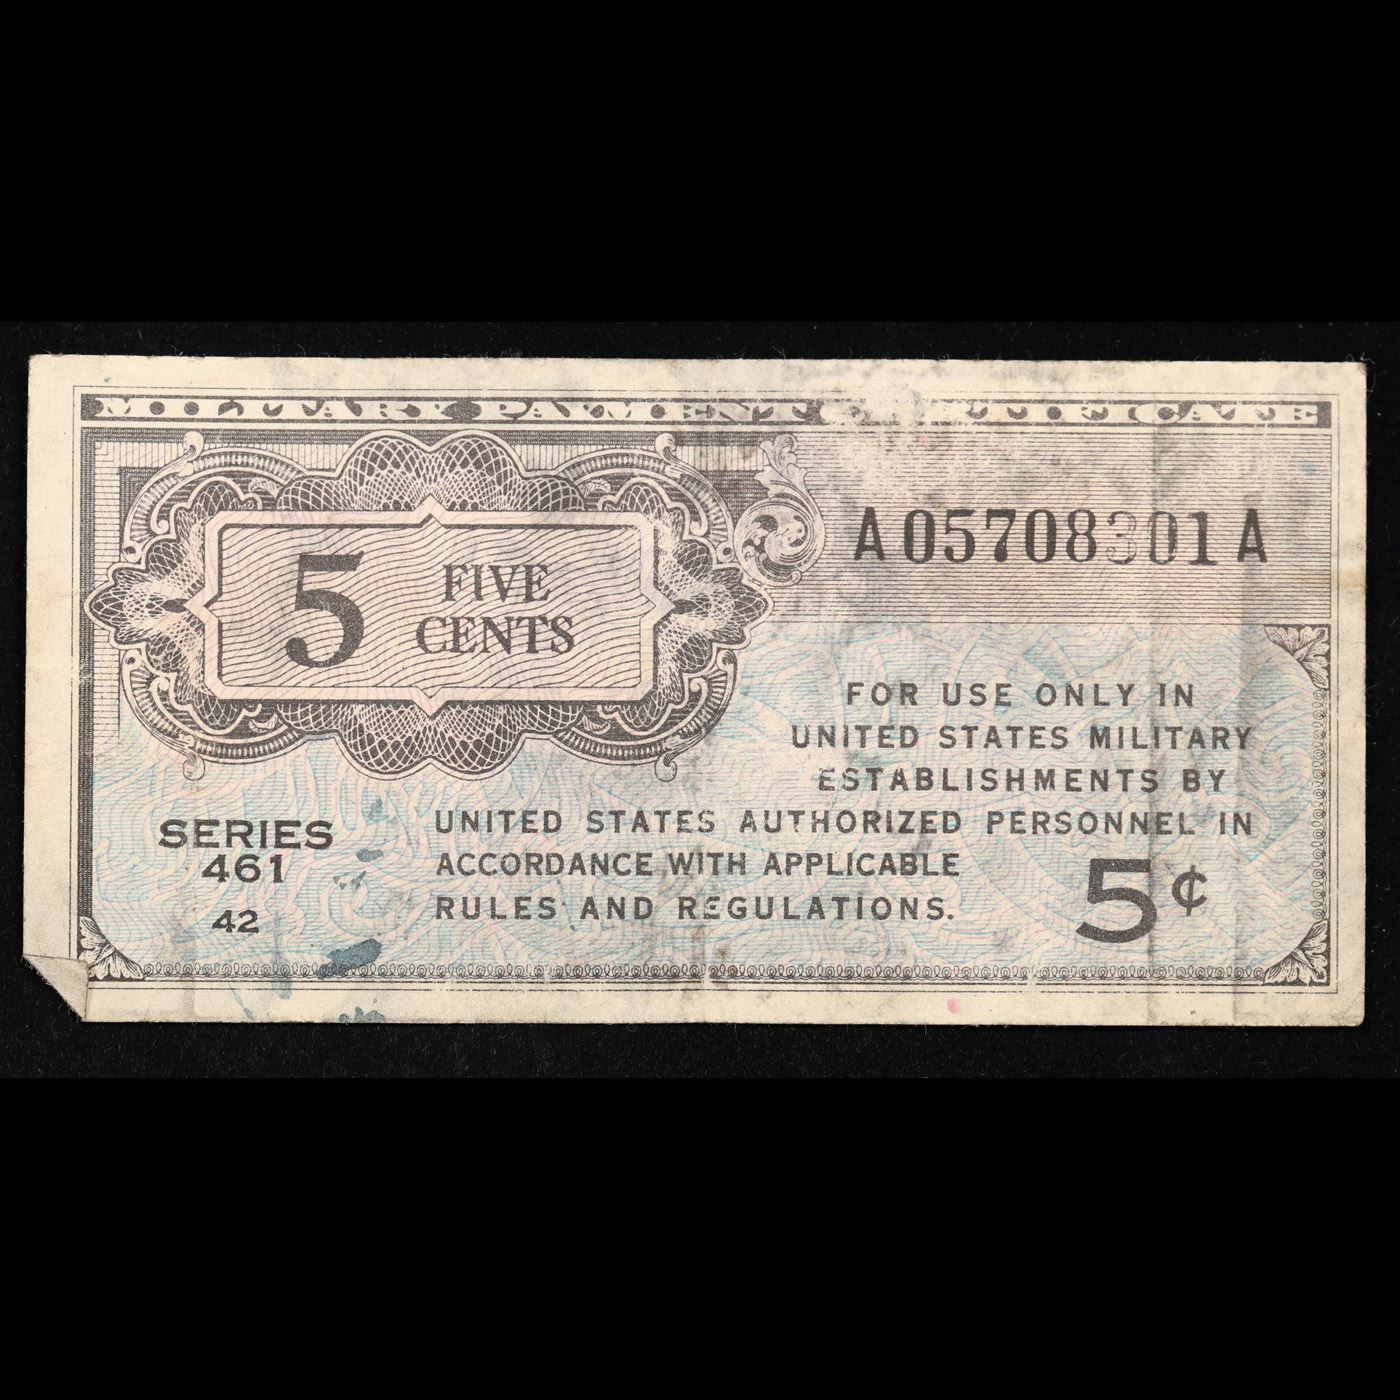 MILITARY PAYMENT CERTIFICATE
A05708301A
5 FIVE
CENTS
FOR USE ONLY IN
UNITED STATES MILITARY
ESTABLISHMENTS BY
UNITED STATES AUTHORIZED PERSONNEL IN
ACCORDANCE WITH APPLICABLE
RULES AND REGULATIONS.
SERIES
461
42
5¢